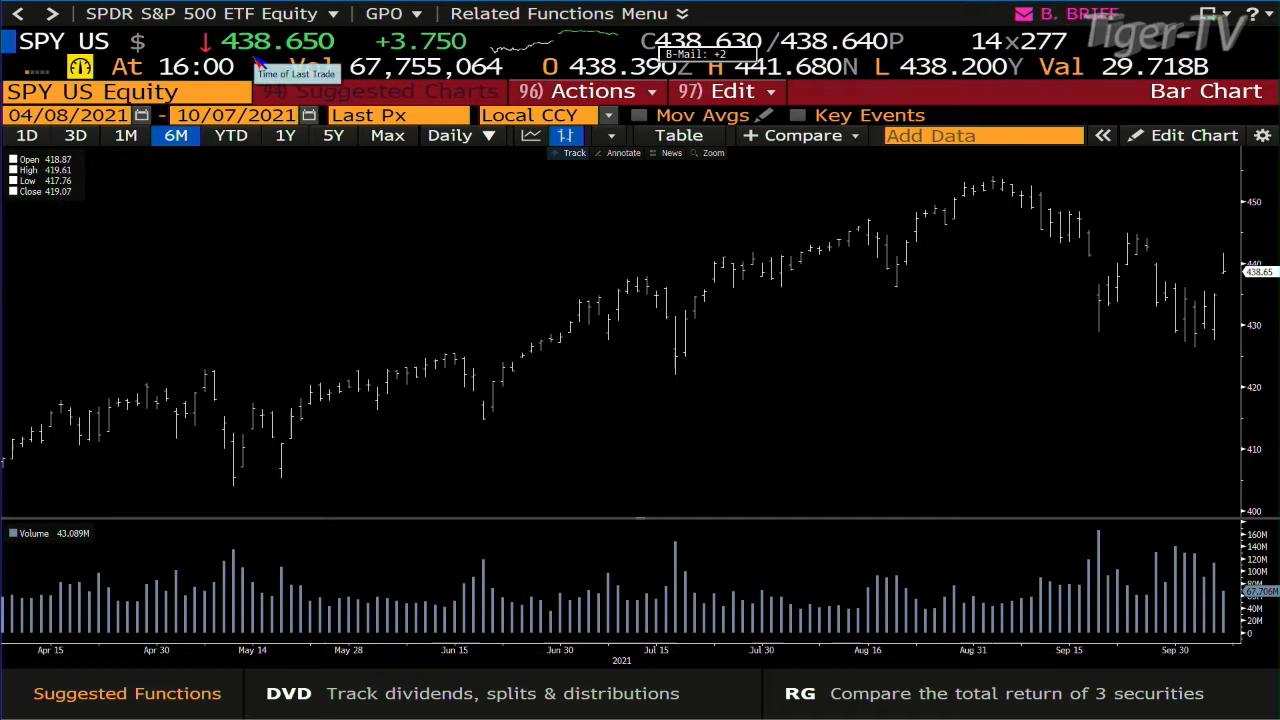 SPDR S&P 500 ETF Equity GPO Related Functions Menu B. BRIEF ?
Tiger-TV
SPY US $ 438.650 +3.750 C438.630/438.640P 14x277
B-Mail: +2
At 16:00 Vol 67,755,064 O 438.390Z H 441.680N L 438.200Y Val 29.718B
Time of Last Trade
SPY US Equity 94) Suggested Charts 96) Actions 97) Edit Bar Chart
04/08/2021 - 10/07/2021 Last Px Local CCY Mov Avgs Key Events
1D 3D 1M 6M YTD 1Y 5Y Max Daily Table + Compare Add Data Edit Chart
Track Annotate News Zoom
Open 418.87
High 419.61
Low 417.76
Close 419.07
450
440
438.65
430
420
410
400
Volume 43.089M
160M
140M
120M
100M
80M
67.706M
40M
20M
0
Apr 15 Apr 30 May 14 May 28 Jun 15 Jun 30 Jul 15 Jul 30 Aug 16 Aug 31 Sep 15 Sep 30
2021
Suggested Functions DVD Track dividends, splits & distributions RG Compare the total return of 3 securities